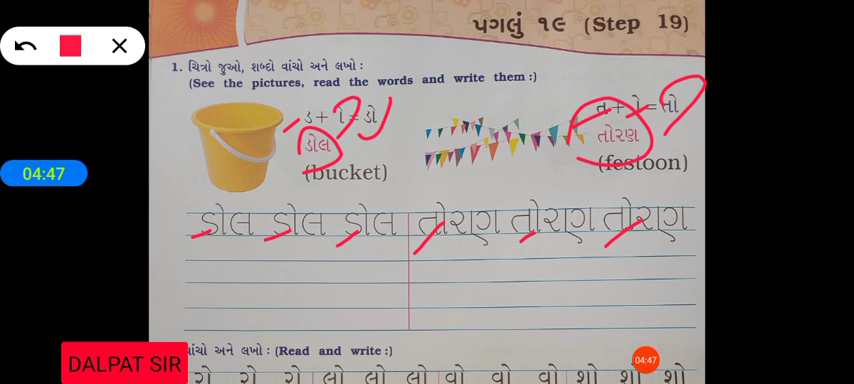 પગલું ૧૯ (Step 19)
1. ચિત્રો જુઓ, શબ્દો વાંચો અને લખો :
(See the pictures, read the words and write them :)
ડ + ો = ડો
ડોલ
(bucket)
ત + ો = તો
તોરણ
(festoon)
ડોલ ડોલ ડોલ તોરણ તોરણ તોરણ
04:47
વાંચો અને લખો : (Read and write :)
04:47
DALPAT SIR
રો રો રો લો લો લો વો વો વો શો શો શો